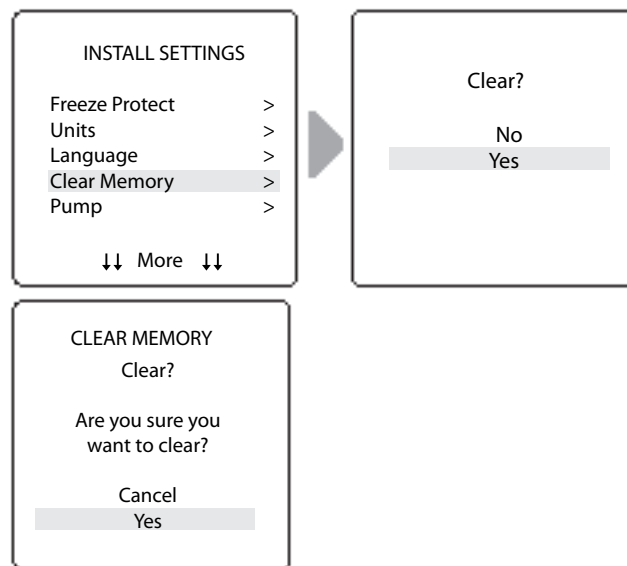 INSTALL SETTINGS
Freeze Protect >
Units >
Language >
Clear Memory >
Pump >
↓↓ More ↓↓
Clear?
No
Yes
CLEAR MEMORY
Clear?
Are you sure you
want to clear?
Cancel
Yes